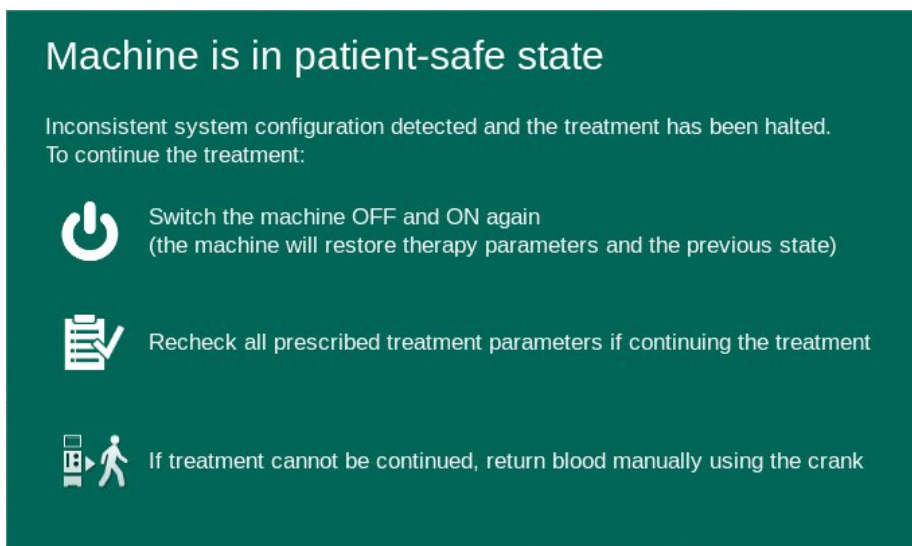 Machine is in patient-safe state
Inconsistent system configuration detected and the treatment has been halted.
To continue the treatment:
Switch the machine OFF and ON again
(the machine will restore therapy parameters and the previous state)
Recheck all prescribed treatment parameters if continuing the treatment
If treatment cannot be continued, return blood manually using the crank